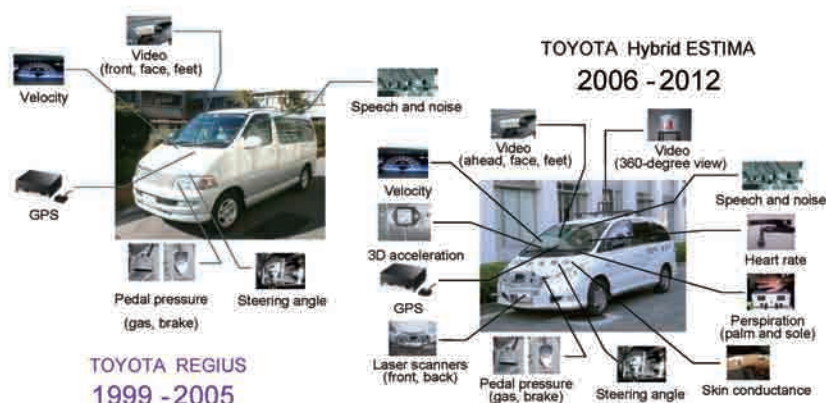 Video
(front, face, feet)
Velocity
Speech and noise
GPS
Pedal pressure
(gas, brake)
Steering angle
TOYOTA REGIUS
1999 - 2005
TOYOTA Hybrid ESTIMA
2006 - 2012
Video
(ahead, face, feet)
Video
(360-degree view)
Velocity
Speech and noise
3D acceleration
Heart rate
GPS
Perspiration
(palm and sole)
Laser scanners
(front, back)
Pedal pressure
(gas, brake)
Steering angle
Skin conductance